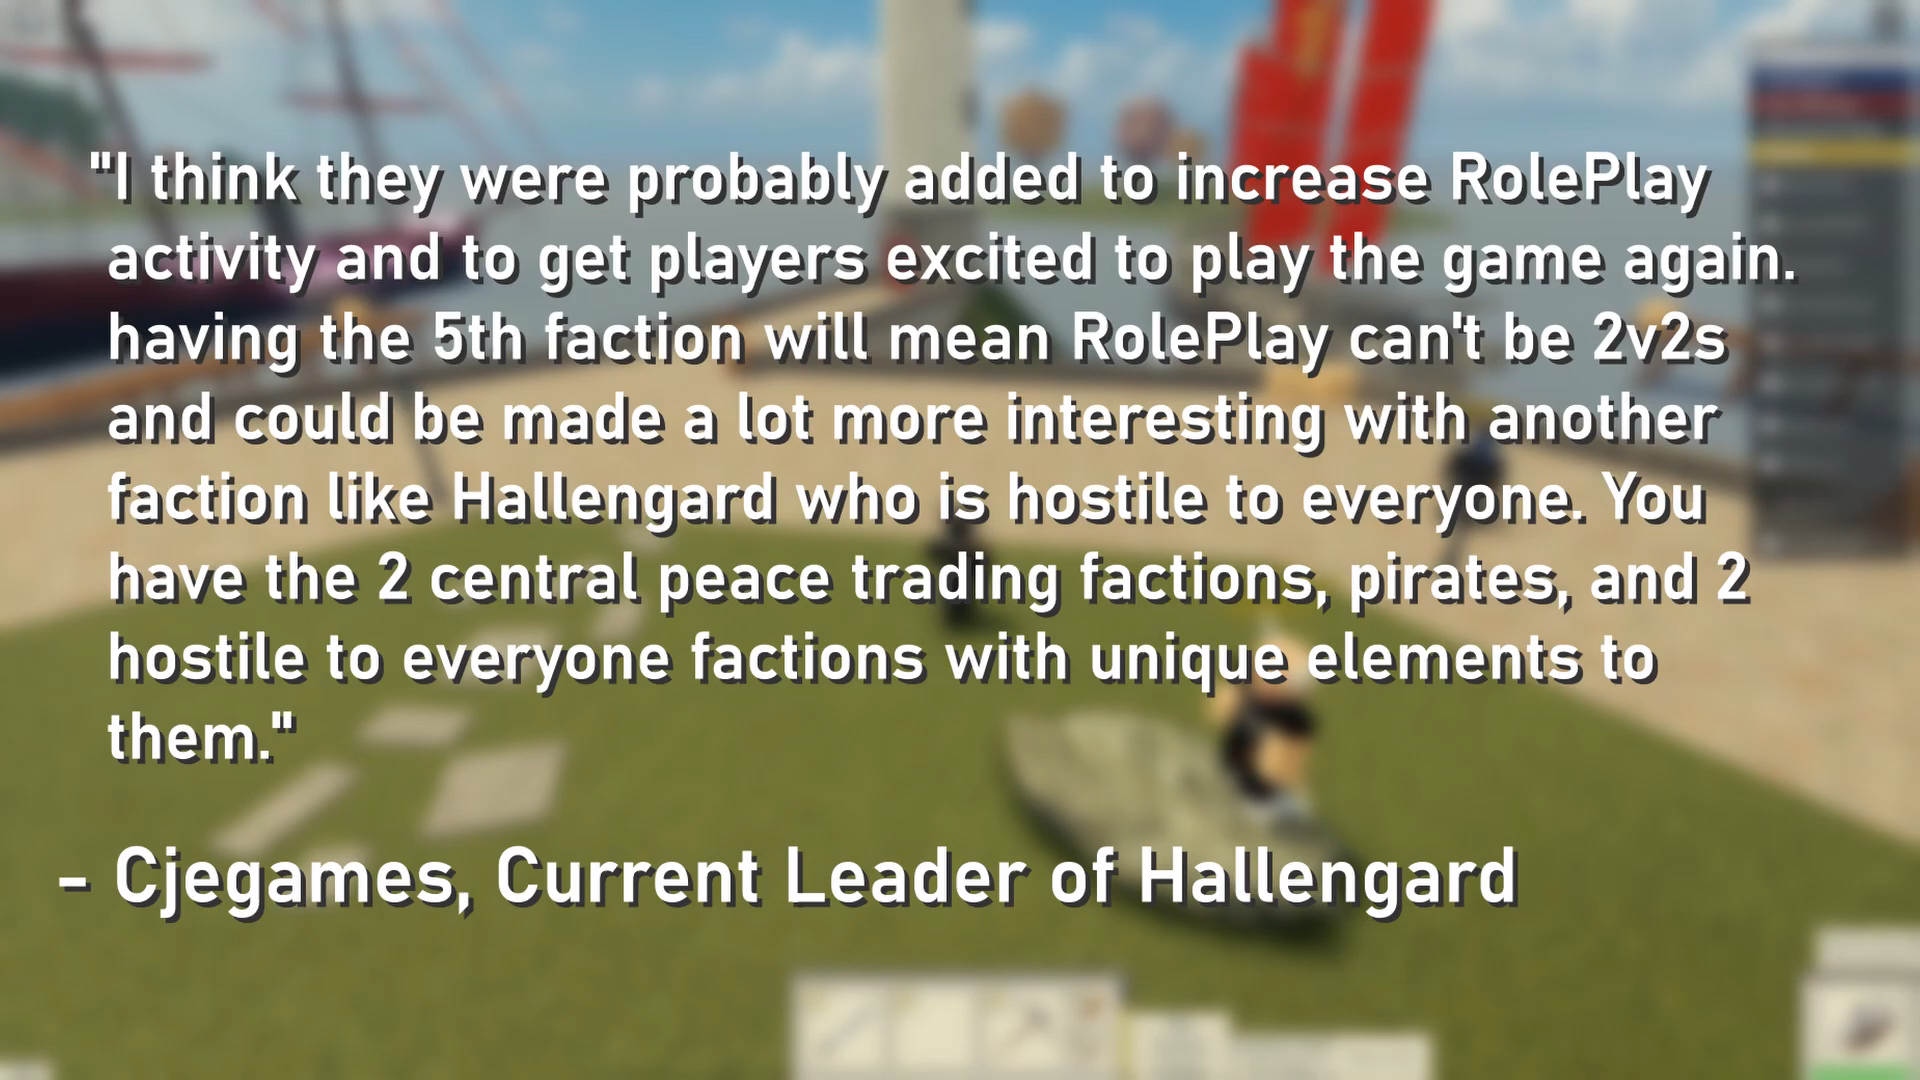 "I think they were probably added to increase RolePlay
activity and to get players excited to play the game again.
having the 5th faction will mean RolePlay can't be 2v2s
and could be made a lot more interesting with another
faction like Hallengard who is hostile to everyone. You
have the 2 central peace trading factions, pirates, and 2
hostile to everyone factions with unique elements to
them."
- Cjegames, Current Leader of Hallengard